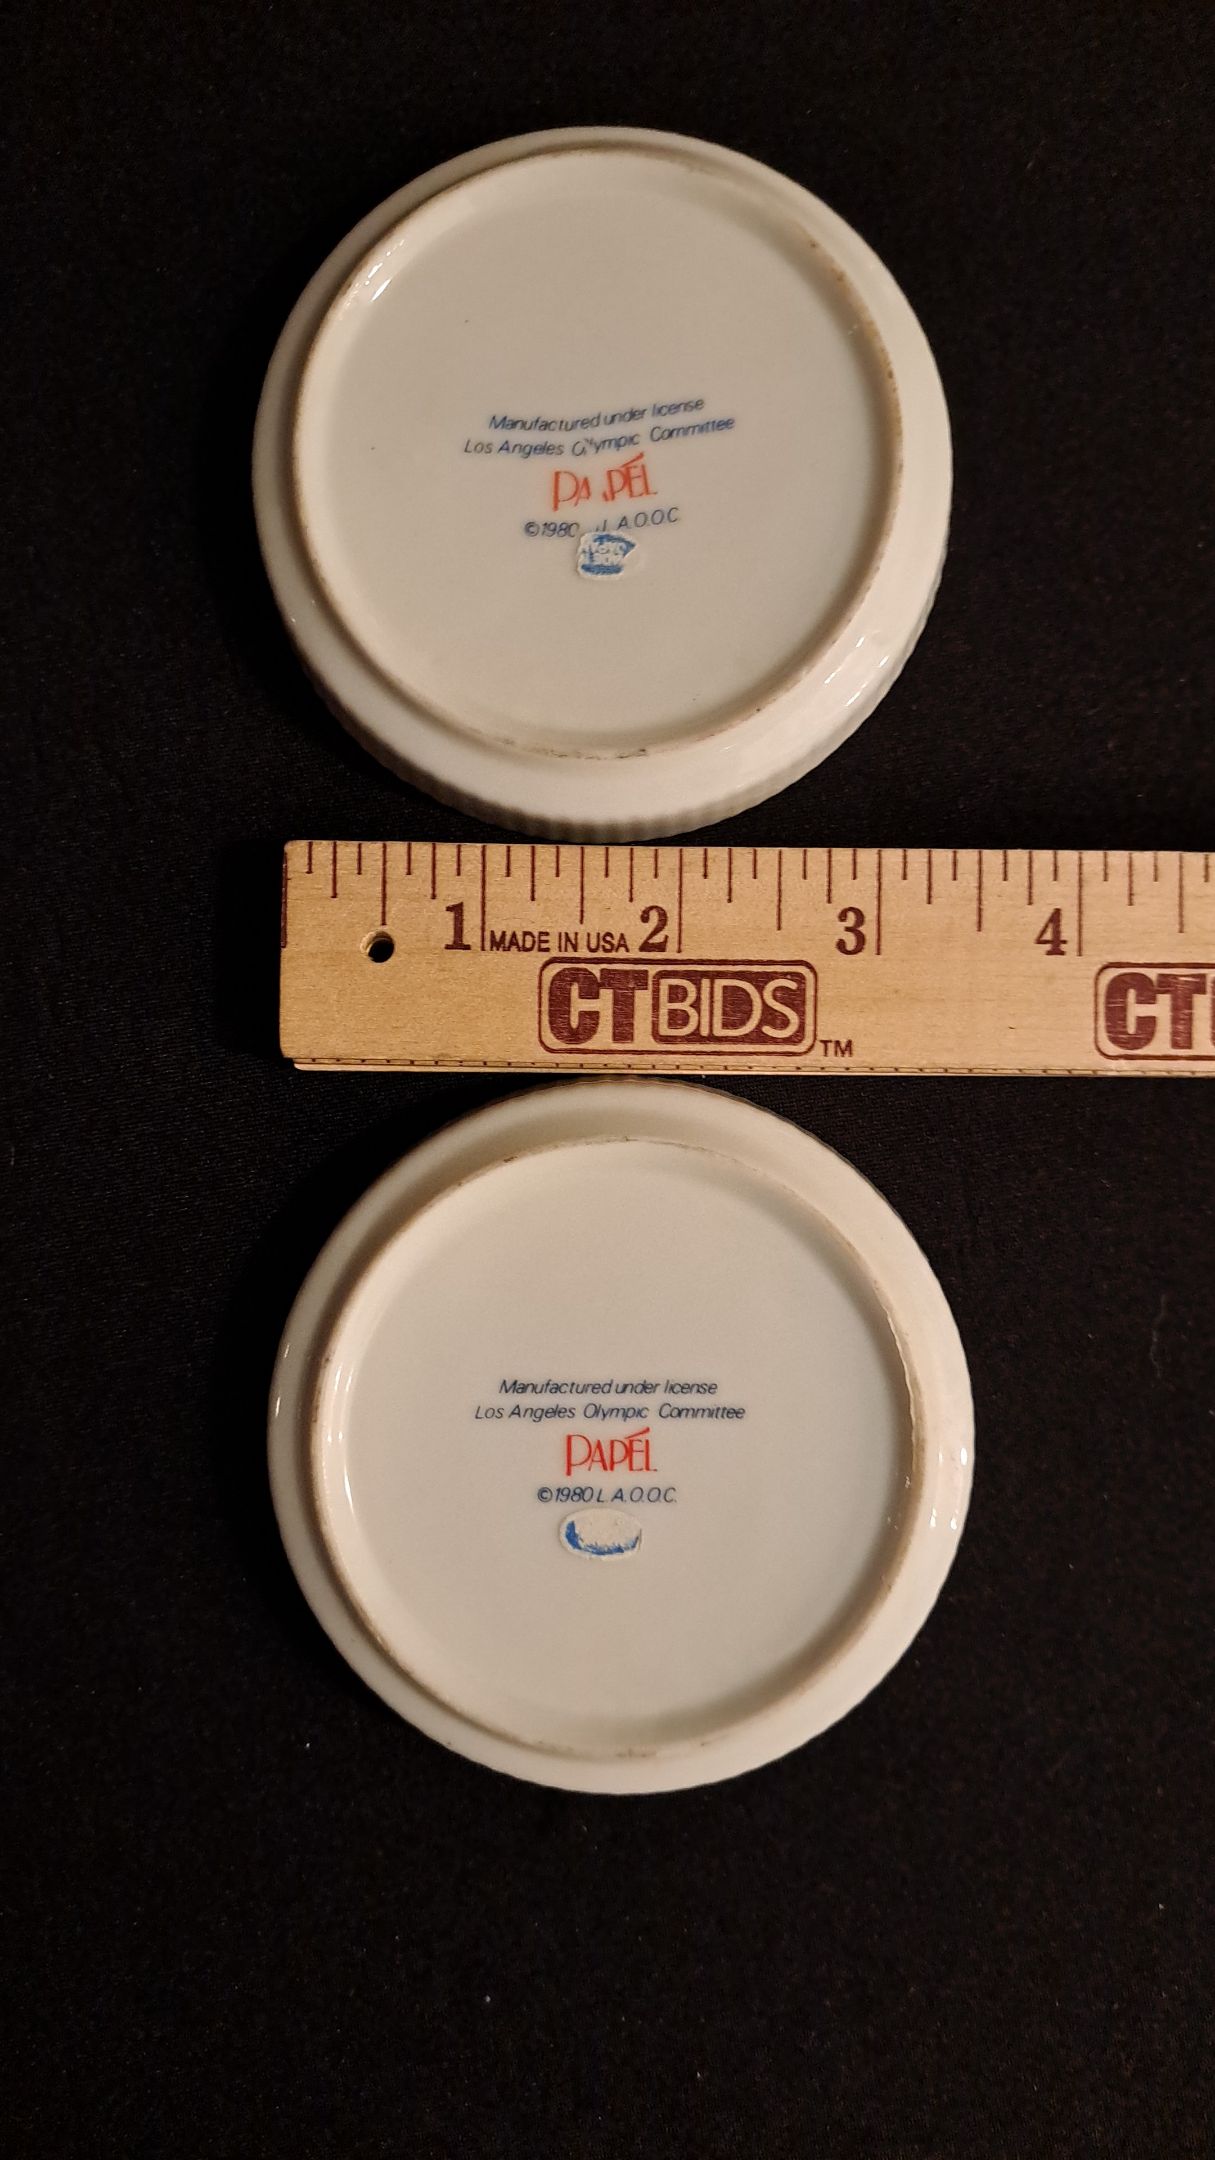 Manufactured under license
Los Angeles Olympic Committee
PAPÉL
©1980 L.A.O.O.C.
1 2 3 4
MADE IN USA
CTBIDS TM
CT
Manufactured under license
Los Angeles Olympic Committee
PAPÉL
©1980 L.A.O.O.C.